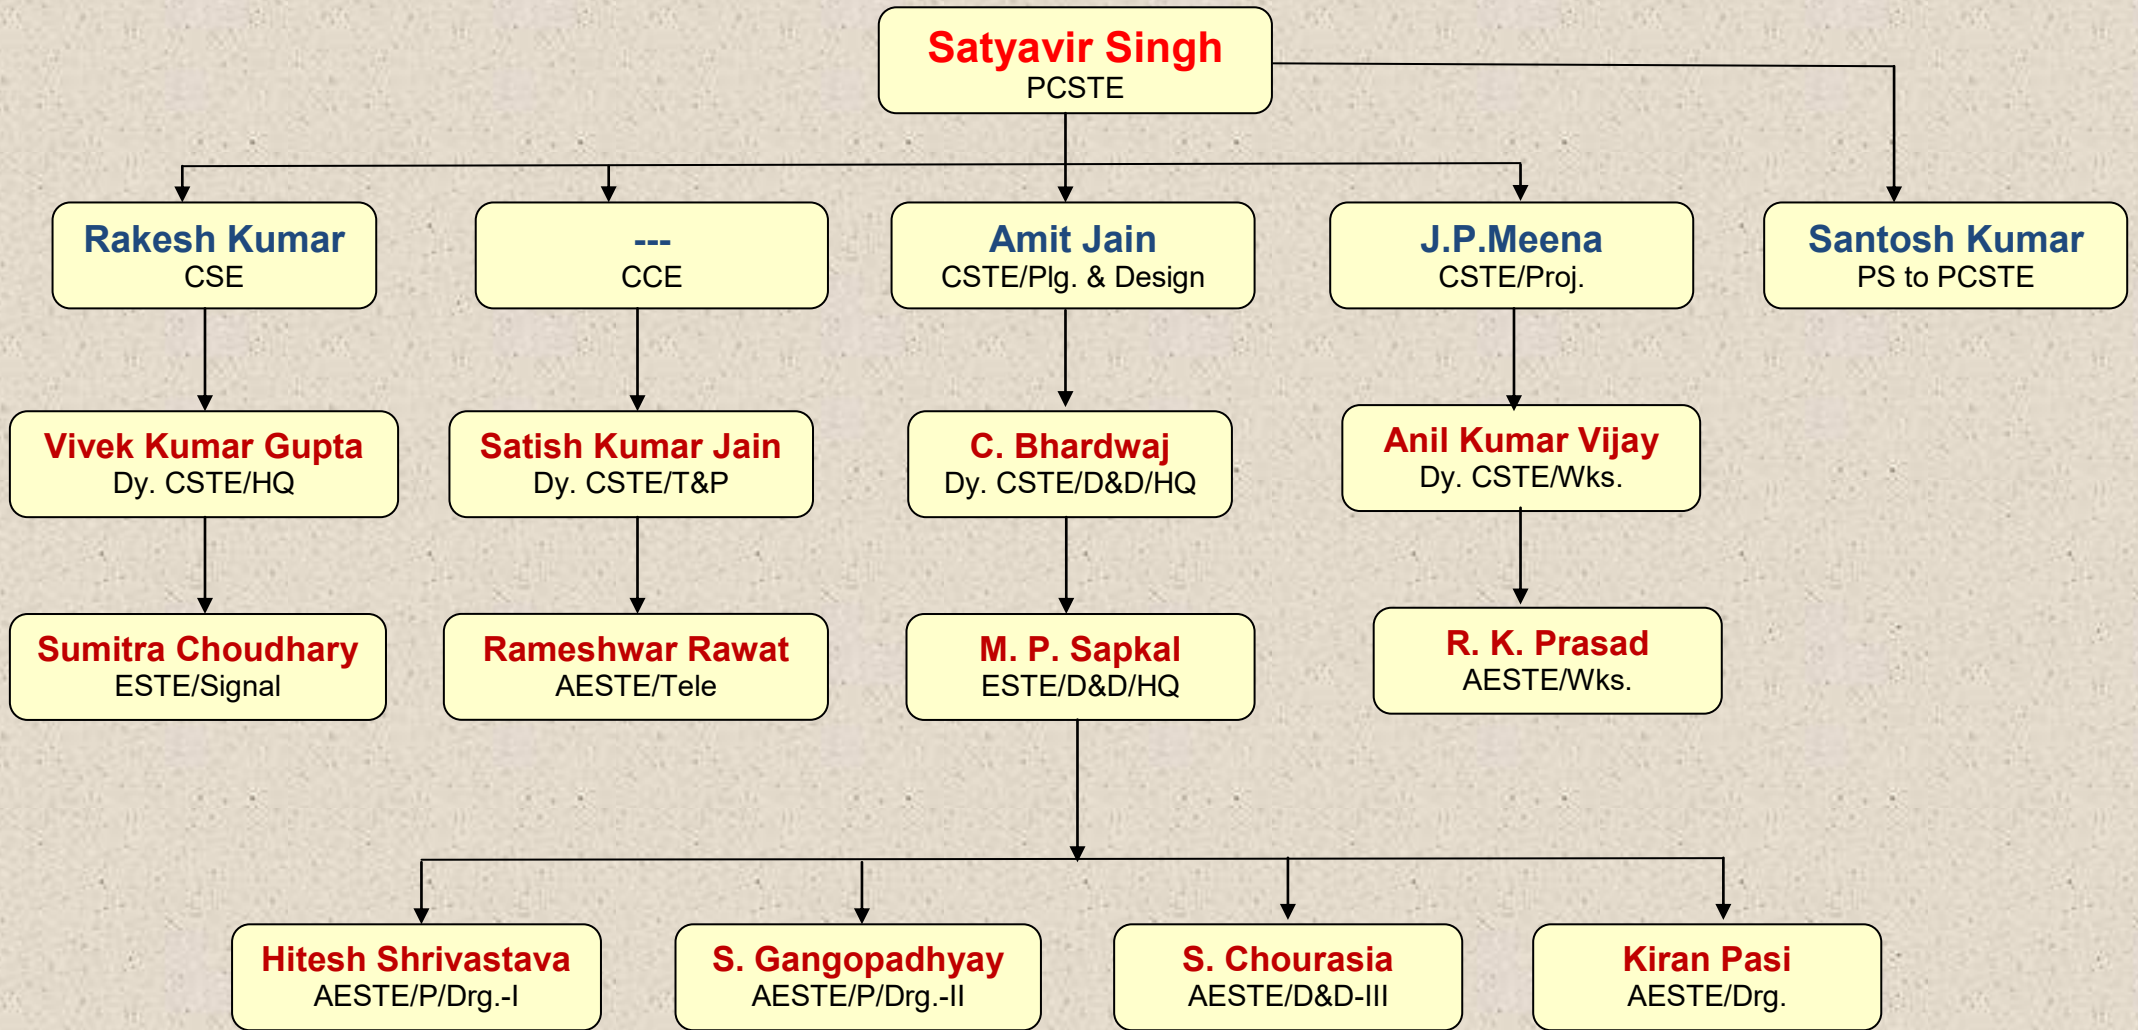 Satyavir Singh
PCSTE
Rakesh Kumar
CSE
---
CCE
Amit Jain
CSTE/Plg. & Design
J.P.Meena
CSTE/Proj.
Santosh Kumar
PS to PCSTE
Vivek Kumar Gupta
Dy. CSTE/HQ
Satish Kumar Jain
Dy. CSTE/T&P
C. Bhardwaj
Dy. CSTE/D&D/HQ
Anil Kumar Vijay
Dy. CSTE/Wks.
Sumitra Choudhary
ESTE/Signal
Rameshwar Rawat
AESTE/Tele
M. P. Sapkal
ESTE/D&D/HQ
R. K. Prasad
AESTE/Wks.
Hitesh Shrivastava
AESTE/P/Drg.-I
S. Gangopadhyay
AESTE/P/Drg.-II
S. Chourasia
AESTE/D&D-III
Kiran Pasi
AESTE/Drg.